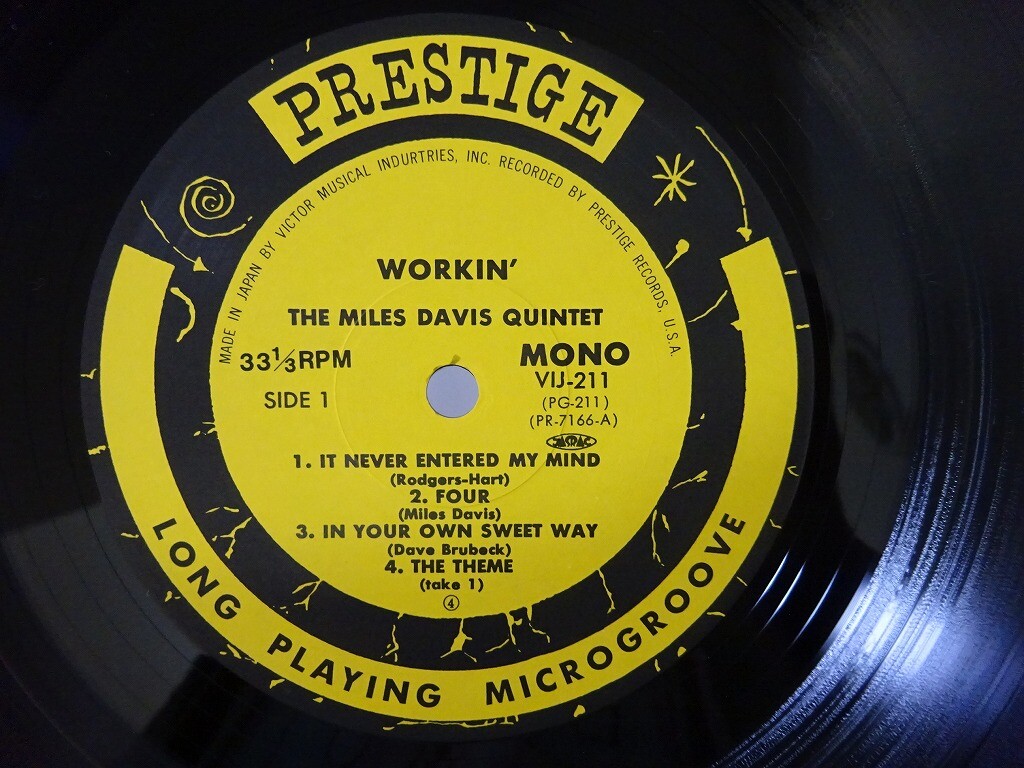 PRESTIGE
MADE IN JAPAN BY VICTOR MUSICAL INDURTRIES, INC. RECORDED BY PRESTIGE RECORDS, U.S.A.
WORKIN'
THE MILES DAVIS QUINTET
33 1/3 RPM
SIDE 1
MONO
VIJ-211
(PG-211)
(PR-7166-A)
JASRAC
1. IT NEVER ENTERED MY MIND
(Rodgers-Hart)
2. FOUR
(Miles Davis)
3. IN YOUR OWN SWEET WAY
(Dave Brubeck)
4. THE THEME
(take 1)
④
LONG PLAYING MICROGROOVE